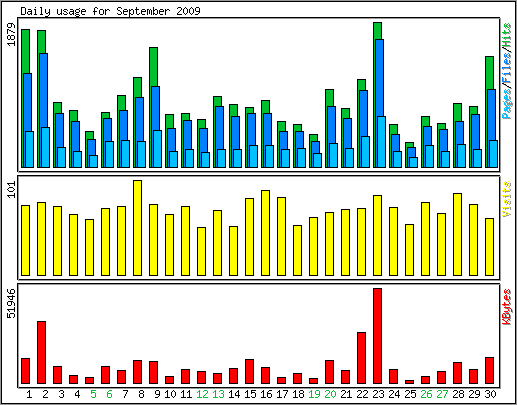 Daily usage for September 2009
1879
Pages/Files/Hits
101
Visits
51946
KBytes
1 2 3 4 5 6 7 8 9 10 11 12 13 14 15 16 17 18 19 20 21 22 23 24 25 26 27 28 29 30